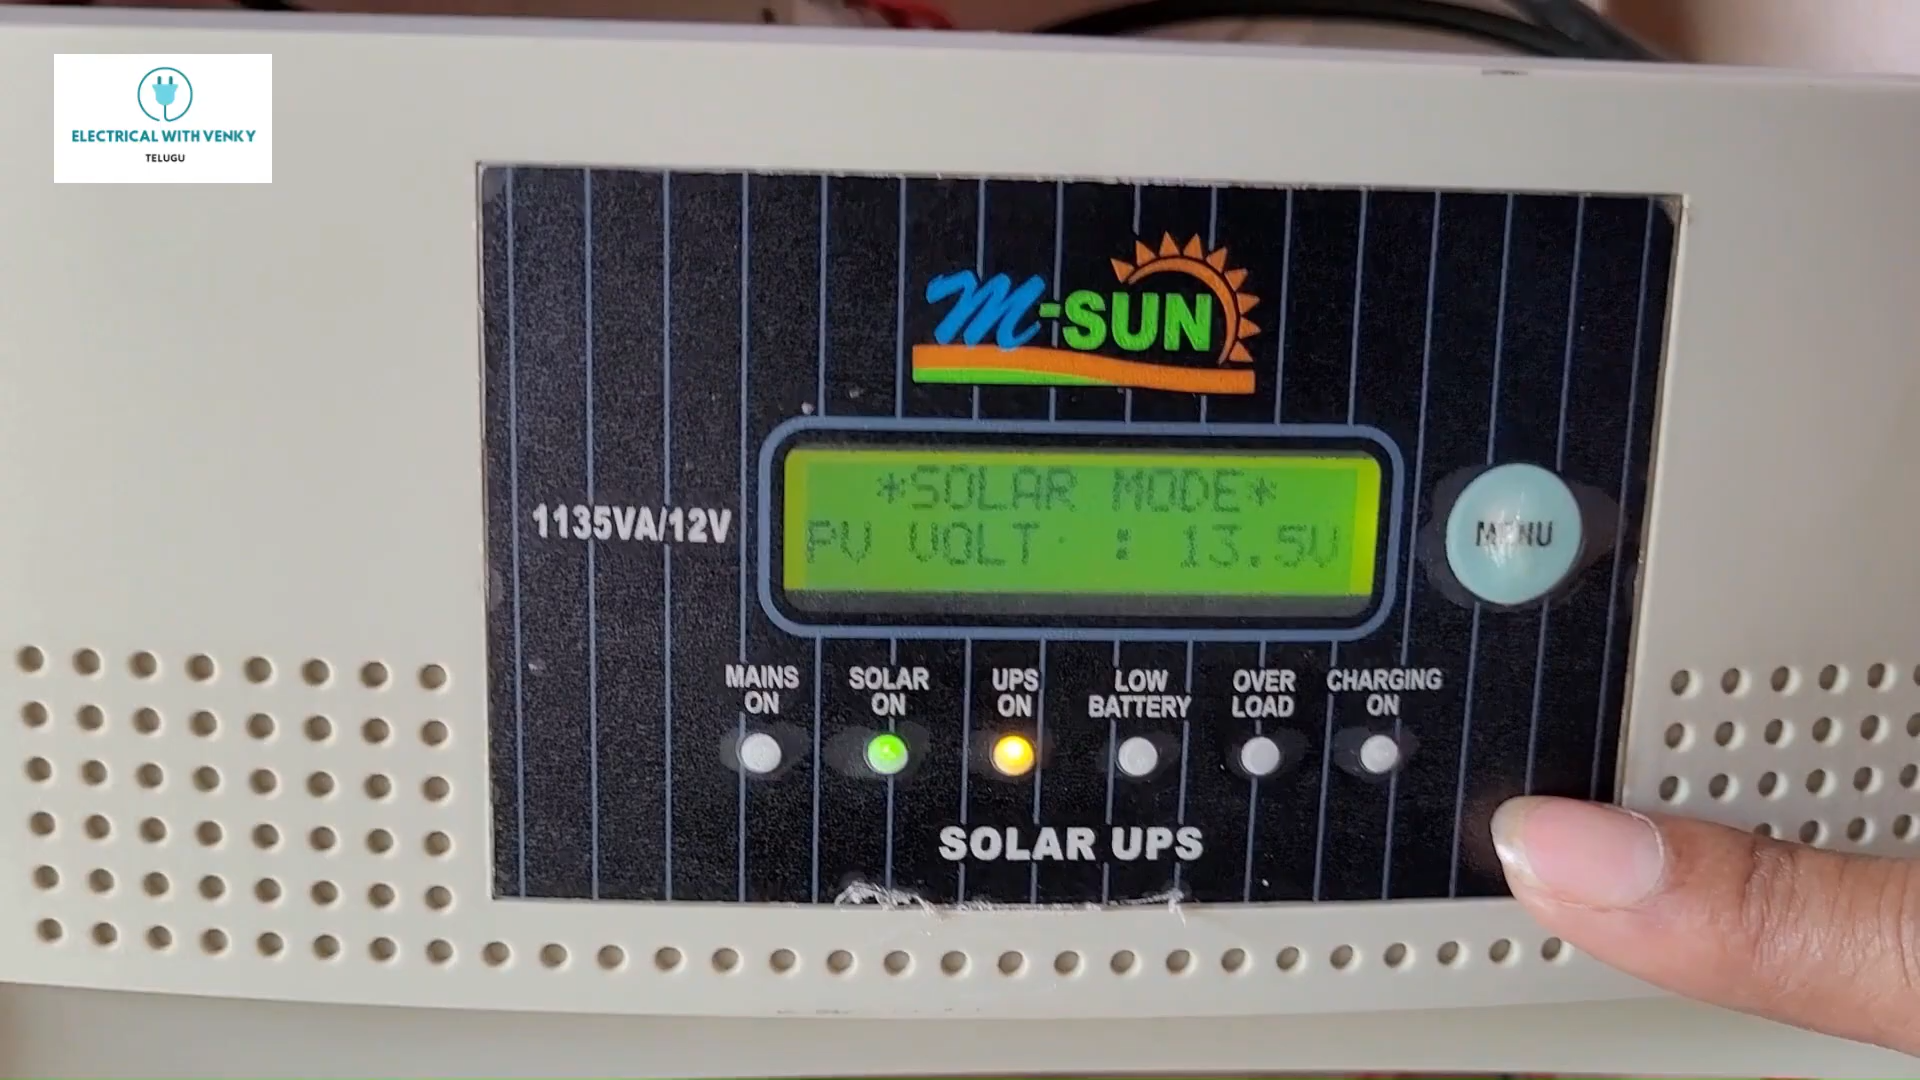 ELECTRICAL WITH VENKY
TELUGU
M-SUN
1135VA/12V
*SOLAR MODE*
PV VOLT : 13.5V
MENU
MAINS ON
SOLAR ON
UPS ON
LOW BATTERY
OVER LOAD
CHARGING ON
SOLAR UPS